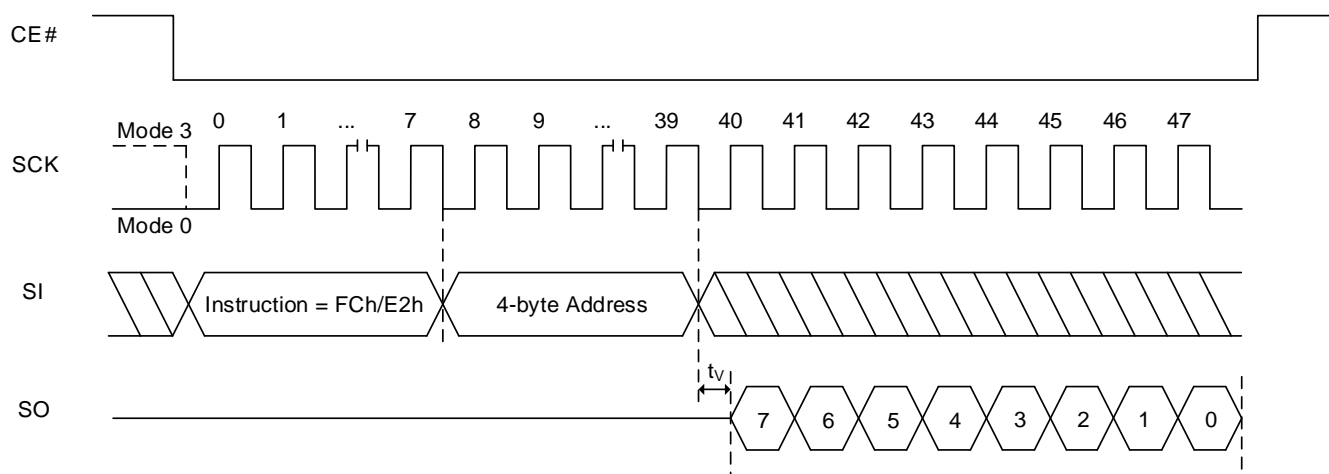 CE#
Mode 3
0 1 ... 7 8 9 ... 39 40 41 42 43 44 45 46 47
SCK
Mode 0
SI
Instruction = FCh/E2h
4-byte Address
tV
SO
7 6 5 4 3 2 1 0